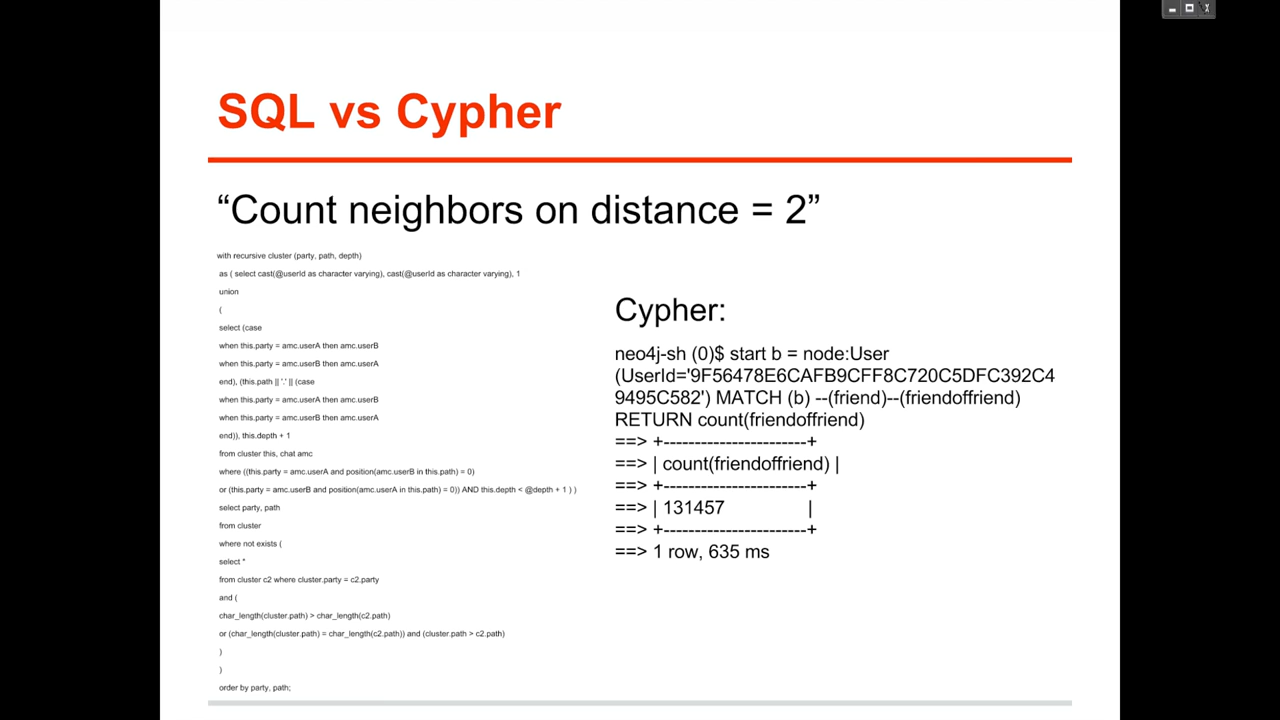 SQL vs Cypher
“Count neighbors on distance = 2”
with recursive cluster (party, path, depth)
as ( select cast(@userId as character varying), cast(@userId as character varying), 1
union
(
select (case
when this.party = amc.userA then amc.userB
when this.party = amc.userB then amc.userA
end), (this.path || '.' || (case
when this.party = amc.userA then amc.userB
when this.party = amc.userB then amc.userA
end)), this.depth + 1
from cluster this, chat amc
where ((this.party = amc.userA and position(amc.userB in this.path) = 0)
or (this.party = amc.userB and position(amc.userA in this.path) = 0)) AND this.depth < @depth + 1 ) )
select party, path
from cluster
where not exists (
select *
from cluster c2 where cluster.party = c2.party
and (
char_length(cluster.path) > char_length(c2.path)
or (char_length(cluster.path) = char_length(c2.path)) and (cluster.path > c2.path)
)
)
order by party, path;
Cypher:
neo4j-sh (0)$ start b = node:User
(UserId='9F56478E6CAFB9CFF8C720C5DFC392C4
9495C582') MATCH (b) --(friend)--(friendoffriend)
RETURN count(friendoffriend)
==> +-----------------------+
==> | count(friendoffriend) |
==> +-----------------------+
==> | 131457 |
==> +-----------------------+
==> 1 row, 635 ms